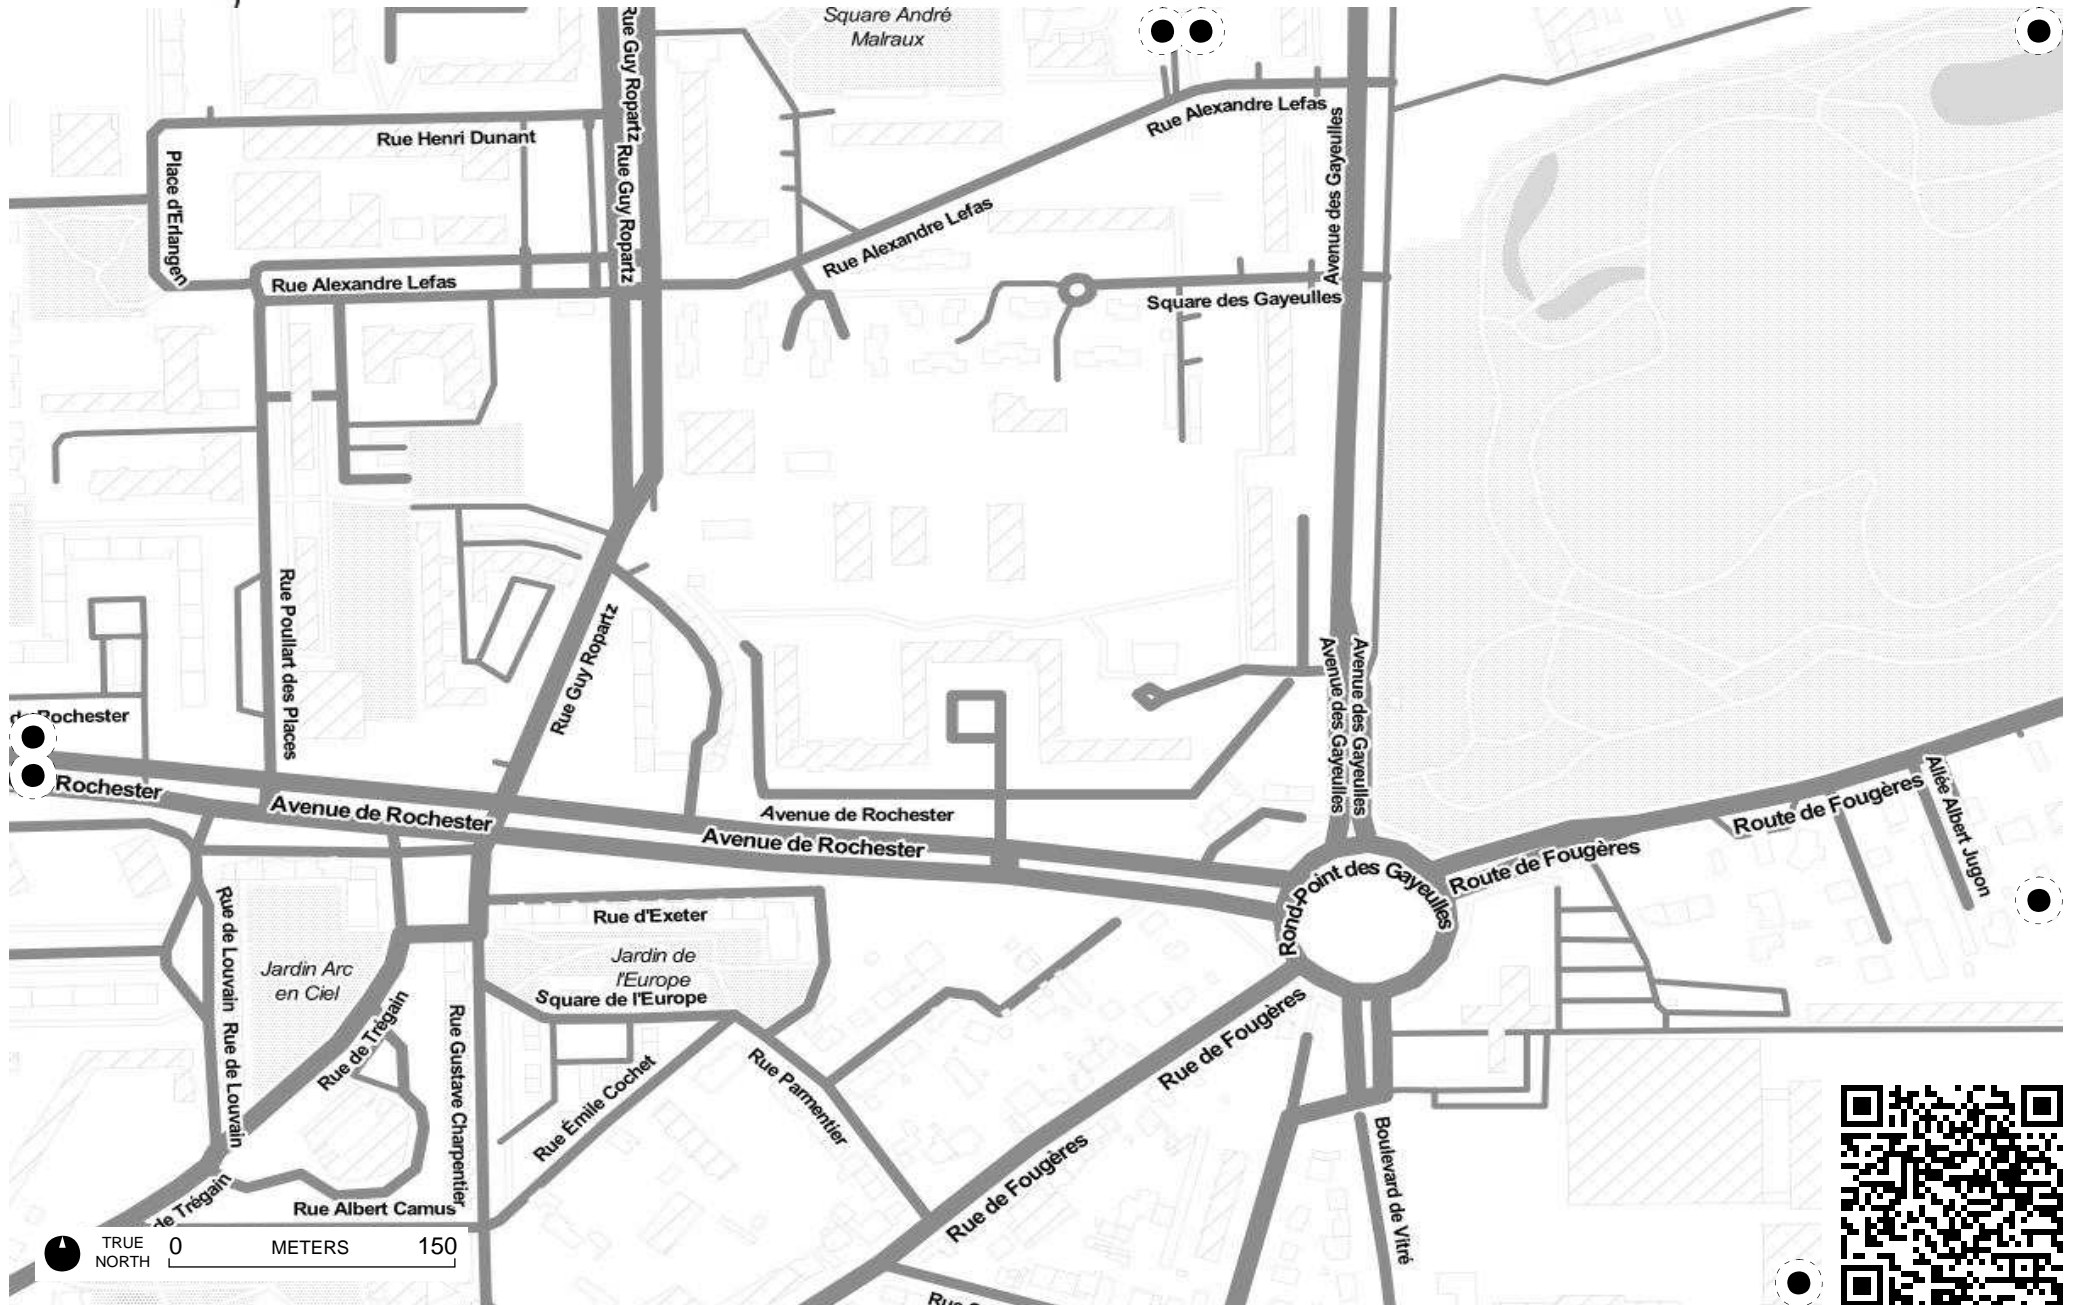 Square André
Malraux
Rue Guy Ropartz
Rue Alexandre Lefas
Rue Henri Dunant
Avenue des Gayeulles
Place d'Erlangen
Rue Guy Ropartz
Rue Alexandre Lefas
Rue Alexandre Lefas
Square des Gayeulles
Rue Poullart des Places
Rue Guy Ropartz
Avenue des Gayeulles
Avenue des Gayeulles
de Rochester
Rochester
Avenue de Rochester
Avenue de Rochester
Avenue de Rochester
Route de Fougères
Allée Albert Jugon
Route de Fougères
Rond-Point des Gayeulles
Rue d'Exeter
Rue de Louvain
Jardin Arc
en Ciel
Jardin de
l'Europe
Square de l'Europe
Rue de Louvain
Rue de Trégain
Rue Gustave Charpentier
Rue Émile Cochet
Rue Parmentier
Rue de Fougères
Rue de Fougères
Boulevard de Vitré
de Trégain
Rue Albert Camus
TRUE
NORTH
0 METERS 150
Rue